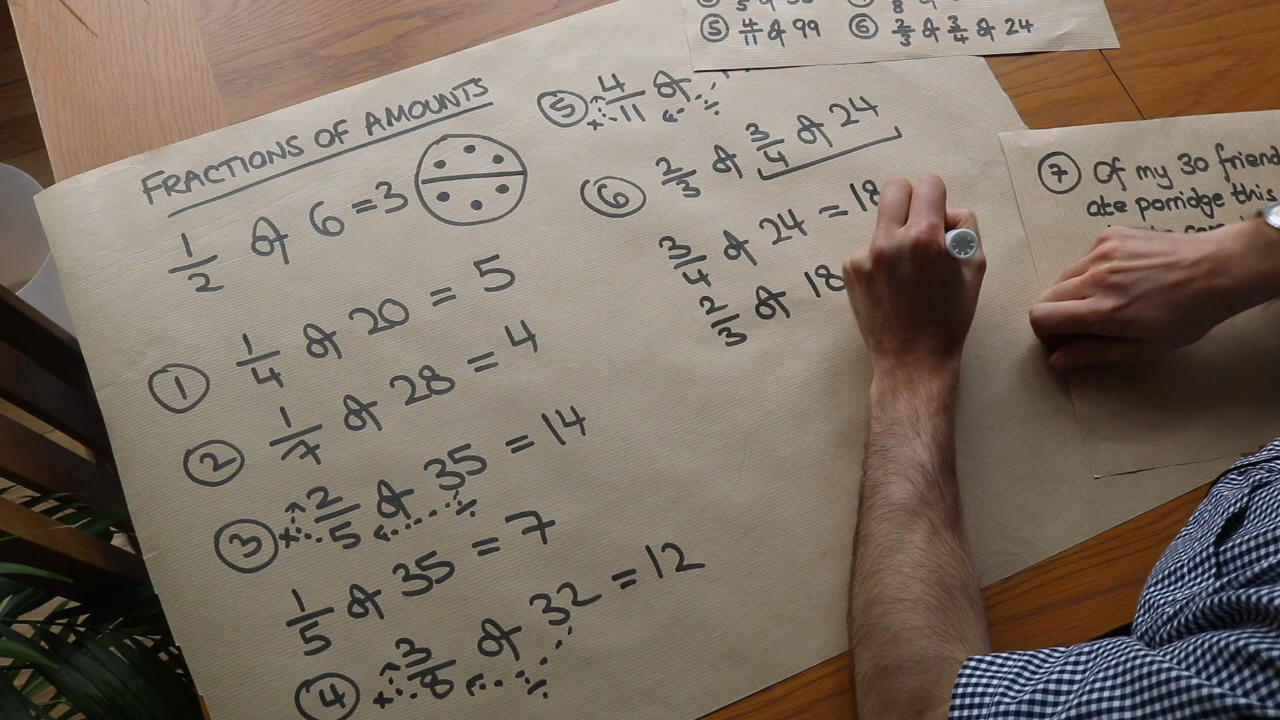 FRACTIONS OF AMOUNTS
1/2 of 6 = 3
① 1/4 of 20 = 5
② 1/7 of 28 = 4
③ 2/5 of 35 = 14
× ÷
1/5 of 35 = 7
④ 3/8 of 32 = 12
× ÷
⑤ 4/11 of
× ÷
⑥ 2/3 of 3/4 of 24
3/4 of 24 = 18
2/3 of 18
⑤ 4/11 of 99 ⑥ 2/3 of 3/4 of 24
⑦ Of my 30 friend
ate porridge this